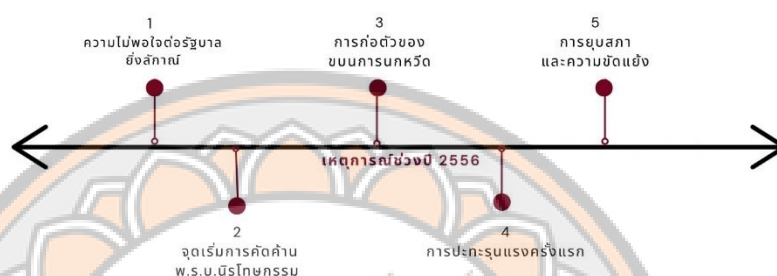 1
ความไม่พอใจต่อรัฐบาล
ยิ่งลักาณ์
3
การก่อตัวของ
ขบนการนกหวีด
5
การยุบสภา
และความขัดแย้ง
เหตุการณ์ช่วงปี 2556
2
จุดเริ่มการคัดค้าน
พ.ร.บ.นิรโทษกรรม
4
การปะทะรุนแรงครั้งแรก